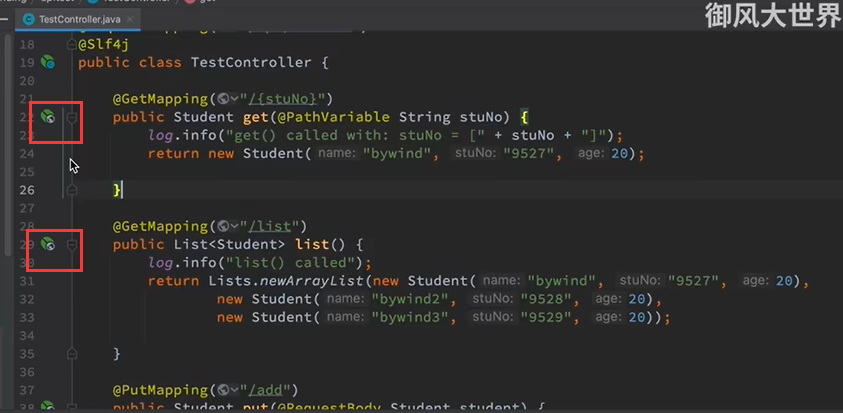 TestController.java
御风大世界
18 @Slf4j
19 public class TestController {
20
21 @GetMapping("/{stuNo}")
22 public Student get(@PathVariable String stuNo) {
23 log.info("get() called with: stuNo = [" + stuNo + "]");
24 return new Student( name: "bywind", stuNo: "9527", age: 20);
25
26 }
27
28 @GetMapping("/list")
29 public List<Student> list() {
30 log.info("list() called");
31 return Lists.newArrayList(new Student( name: "bywind", stuNo: "9527", age: 20),
32 new Student( name: "bywind2", stuNo: "9528", age: 20),
33 new Student( name: "bywind3", stuNo: "9529", age: 20));
34
35 }
36
37 @PutMapping("/add")
38 public Student put(@RequestBody Student student) {